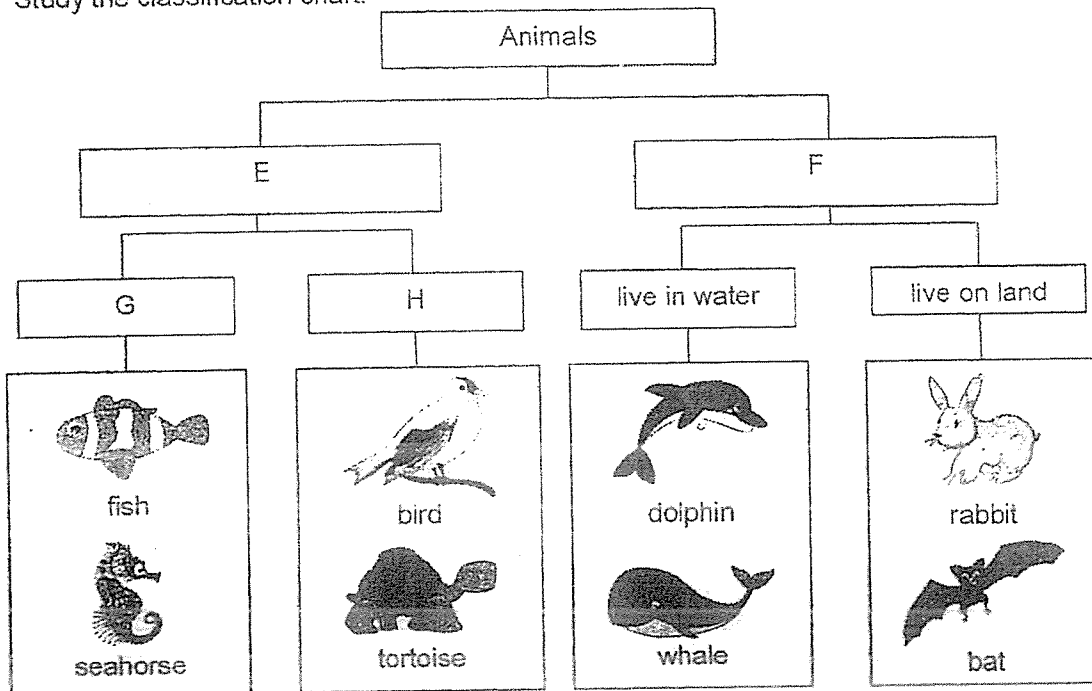 Study the classification chart.
Animals
E
F
G
H
live in water
live on land
fish
bird
dolphin
rabbit
seahorse
tortoise
whale
bat